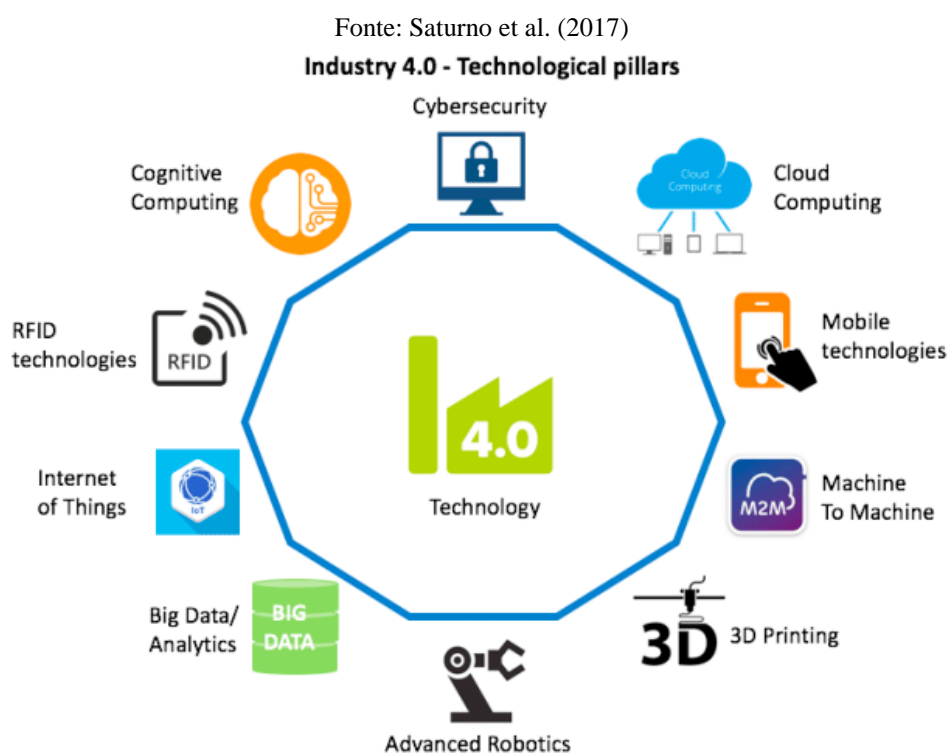 Fonte: Saturno et al. (2017)
Industry 4.0 - Technological pillars
Cybersecurity
Cognitive
Computing
Cloud
Computing
Cloud
Computing
RFID
technologies
RFID
Mobile
technologies
4.0
Technology
Internet
of Things
IoT
M2M
Machine
To Machine
Big Data/
Analytics
BIG
DATA
3D
3D Printing
Advanced Robotics